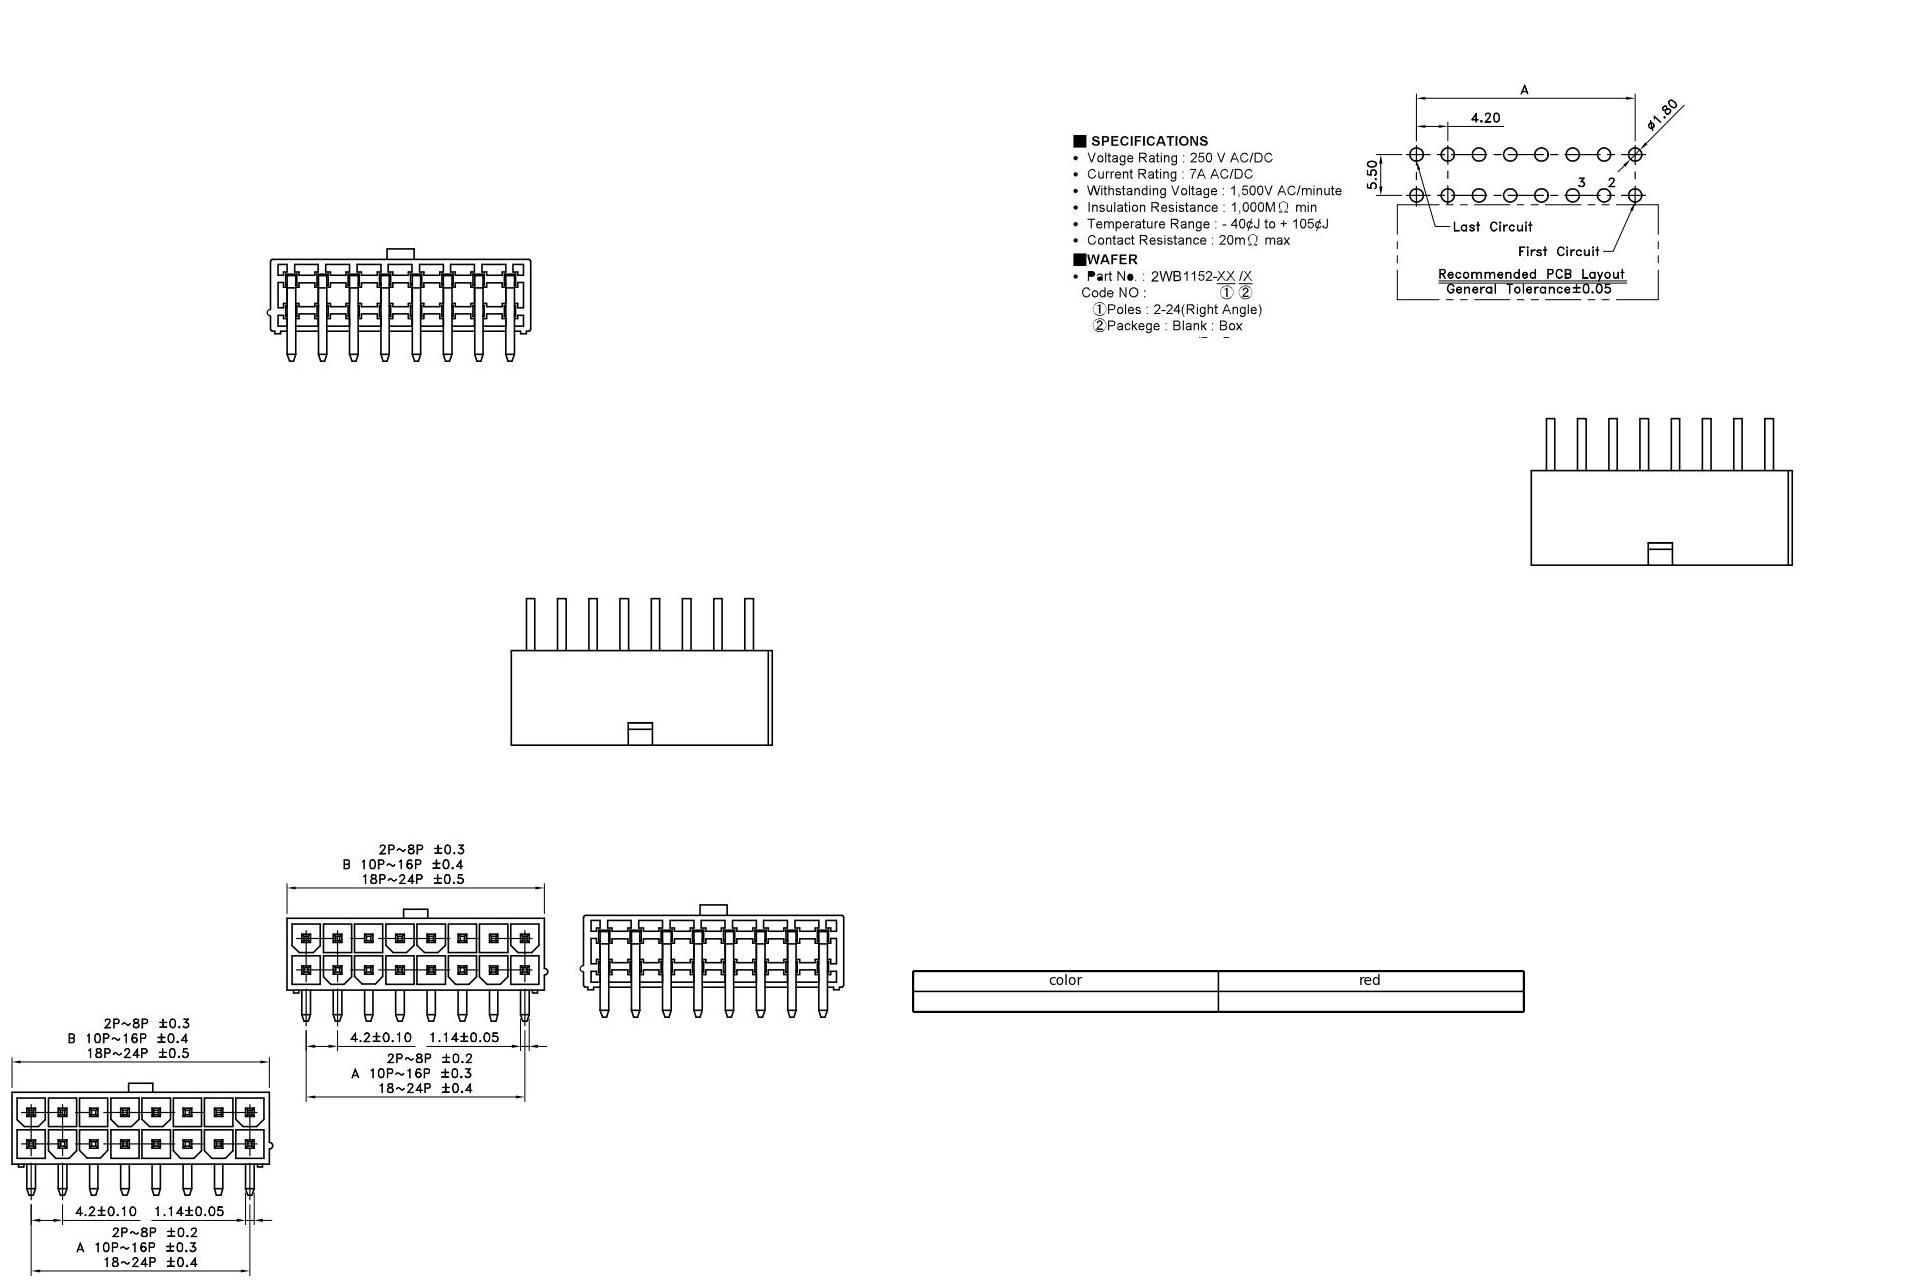 A
4.20
ø1.80
5.50
3 2
Last Circuit
First Circuit
Recommended PCB Layout
General Tolerance±0.05
■ SPECIFICATIONS
• Voltage Rating : 250 V AC/DC
• Current Rating : 7A AC/DC
• Withstanding Voltage : 1,500V AC/minute
• Insulation Resistance : 1,000MΩ min
• Temperature Range : - 40¢J to + 105¢J
• Contact Resistance : 20mΩ max
■WAFER
• Part No. : 2WB1152-XX /X
Code NO : ① ②
①Poles : 2-24(Right Angle)
②Packege : Blank : Box
2P~8P ±0.3
B 10P~16P ±0.4
18P~24P ±0.5
4.2±0.10 1.14±0.05
2P~8P ±0.2
A 10P~16P ±0.3
18~24P ±0.4
color red
2P~8P ±0.3
B 10P~16P ±0.4
18P~24P ±0.5
4.2±0.10 1.14±0.05
2P~8P ±0.2
A 10P~16P ±0.3
18~24P ±0.4